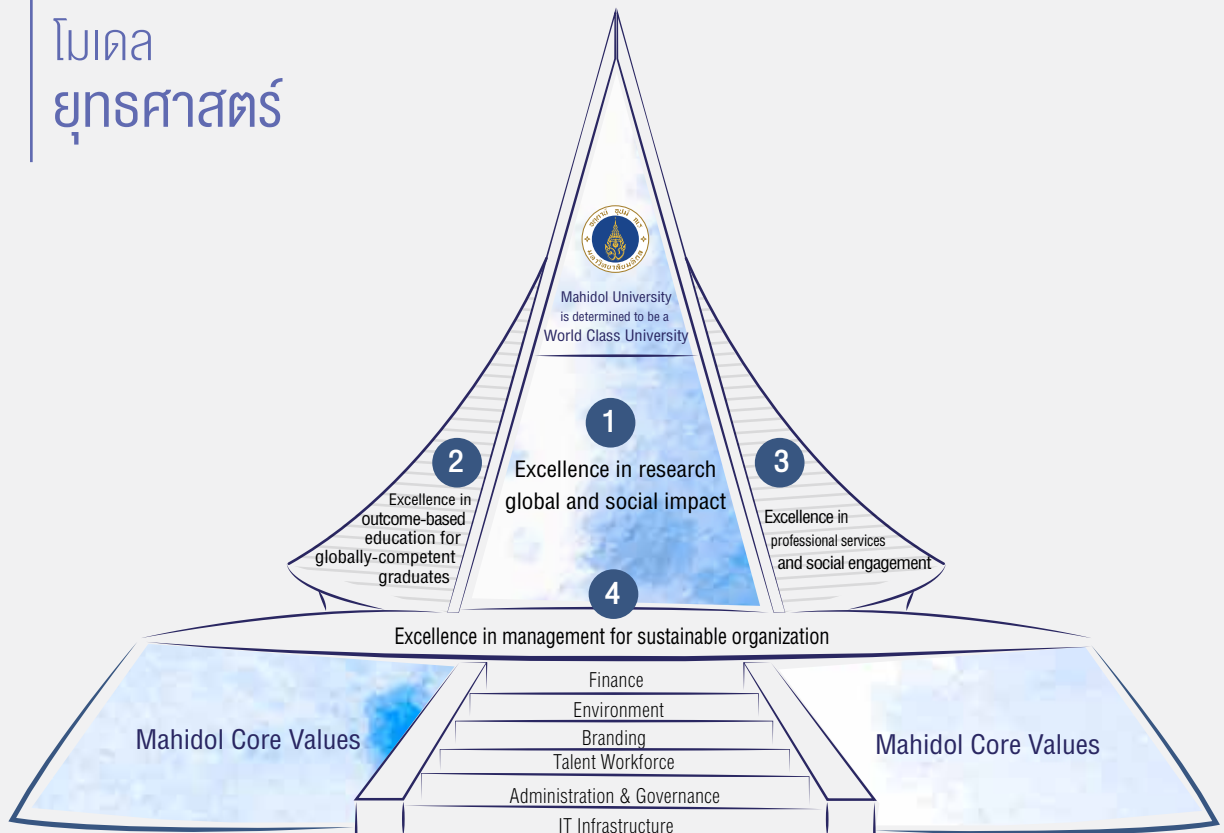 โมเดล
ยุทธศาสตร์
Mahidol University
is determined to be a
World Class University
1
Excellence in research
global and social impact
2
Excellence in
outcome-based
education for
globally-competent
graduates
3
Excellence in
professional services
and social engagement
4
Excellence in management for sustainable organization
Finance
Environment
Branding
Talent Workforce
Administration & Governance
IT Infrastructure
Mahidol Core Values
Mahidol Core Values